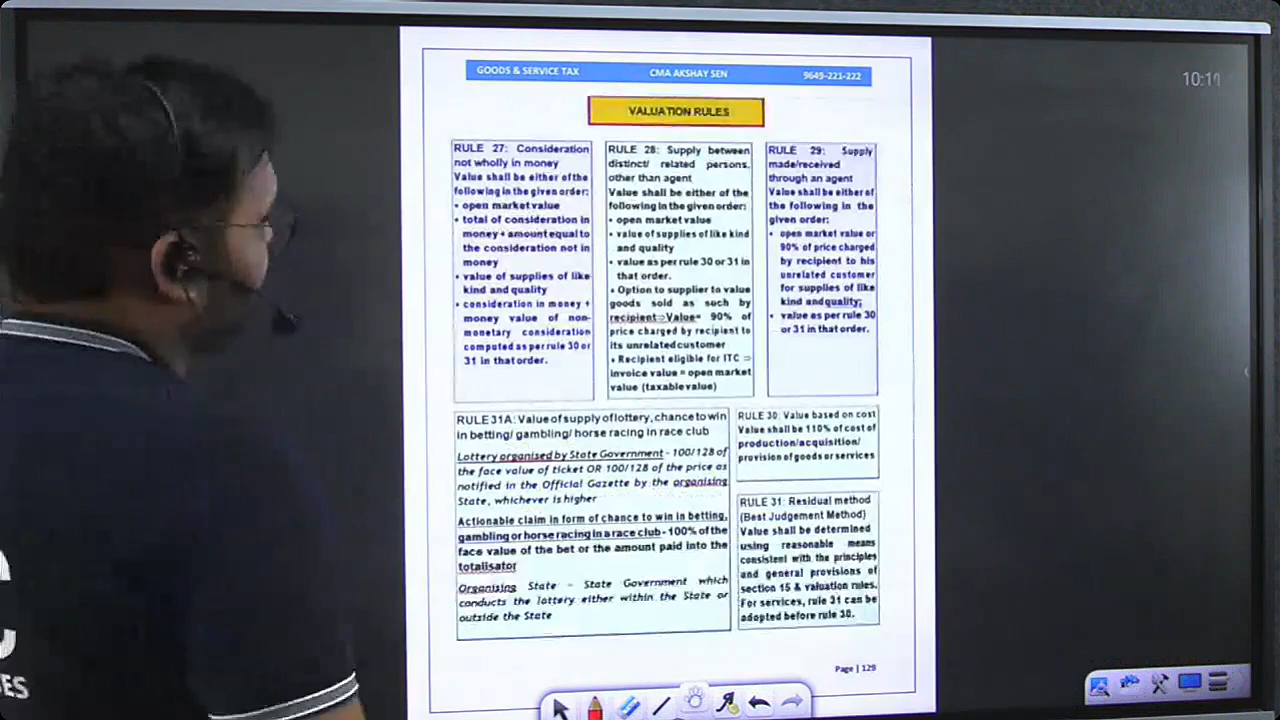 GOODS & SERVICE TAX CMA AKSHAY SEN 9649-221-222
10:11
VALUATION RULES
RULE 27: Consideration
not wholly in money
Value shall be either of the
following in the given order:
• open market value
• total of consideration in
money + amount equal to
the consideration not in
money
• value of supplies of like
kind and quality
• consideration in money +
money value of non-
monetary consideration
computed as per rule 30 or
31 in that order.
RULE 28: Supply between
distinct/ related persons,
other than agent
Value shall be either of the
following in the given order:
• open market value
• value of supplies of like kind
and quality
• value as per rule 30 or 31 in
that order.
• Option to supplier to value
goods sold as such by
recipient⇒Value= 90% of
price charged by recipient to
its unrelated customer
• Recipient eligible for ITC ⇒
invoice value = open market
value (taxable value)
RULE 29: Supply
made/received
through an agent
Value shall be either of
the following in the
given order:
• open market value or
90% of price charged
by recipient to his
unrelated customer
for supplies of like
kind and quality;
• value as per rule 30
or 31 in that order.
RULE 31A: Value of supply of lottery, chance to win
in betting/ gambling/ horse racing in race club
Lottery organised by State Government - 100/128 of
the face value of ticket OR 100/128 of the price as
notified in the Official Gazette by the organising
State, whichever is higher
Actionable claim in form of chance to win in betting,
gambling or horse racing in a race club - 100% of the
face value of the bet or the amount paid into the
totalisator
Organising State – State Government which
conducts the lottery either within the State or
outside the State
RULE 30: Value based on cost
Value shall be 110% of cost of
production/acquisition/
provision of goods or services
RULE 31: Residual method
(Best Judgement Method)
Value shall be determined
using reasonable means
consistent with the principles
and general provisions of
section 15 & valuation rules.
For services, rule 31 can be
adopted before rule 30.
Page | 129